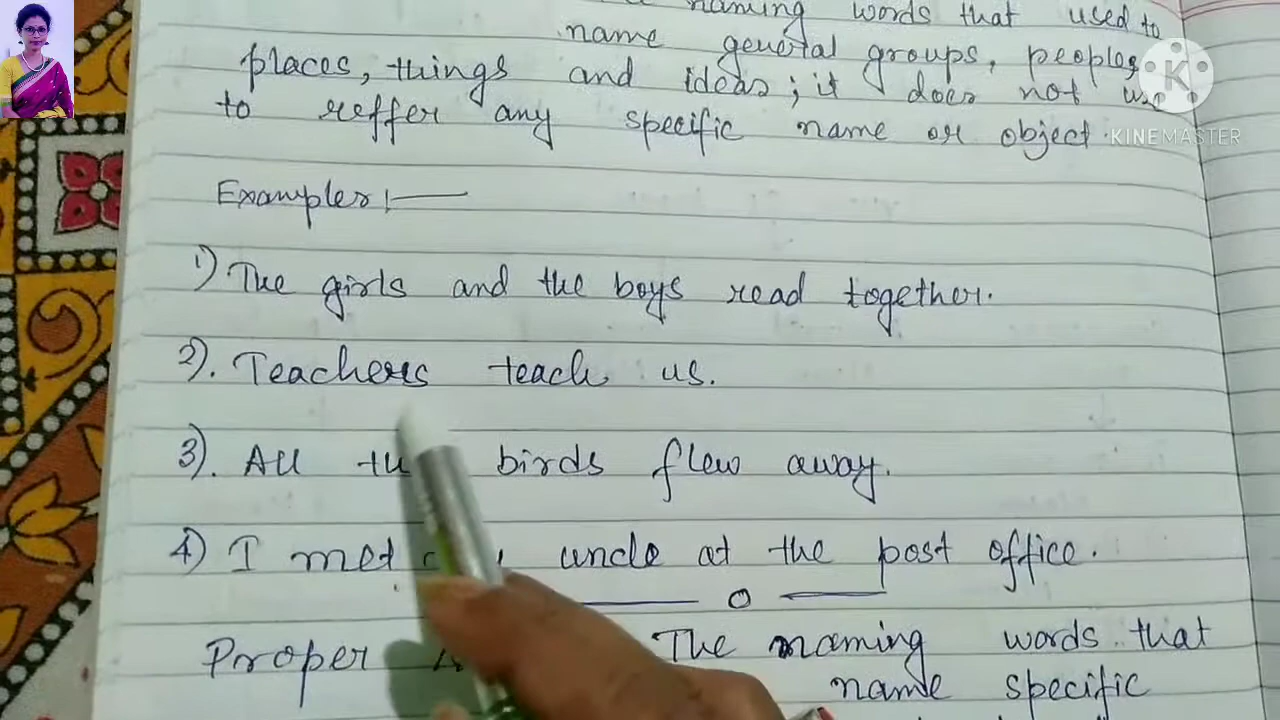 naming words that used to
name general groups, peoples
places, things and ideas; it does not use
to reffer any specific name or object.
KINEMASTER
Examples:—
1) The girls and the boys read together.
2). Teachers teach us.
3). All birds flew away.
4) I met uncle at the post office.
Proper The naming words that
name specific